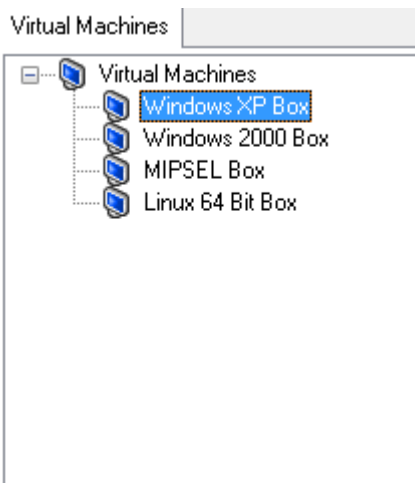 Virtual Machines
Virtual Machines
Windows XP Box
Windows 2000 Box
MIPSEL Box
Linux 64 Bit Box